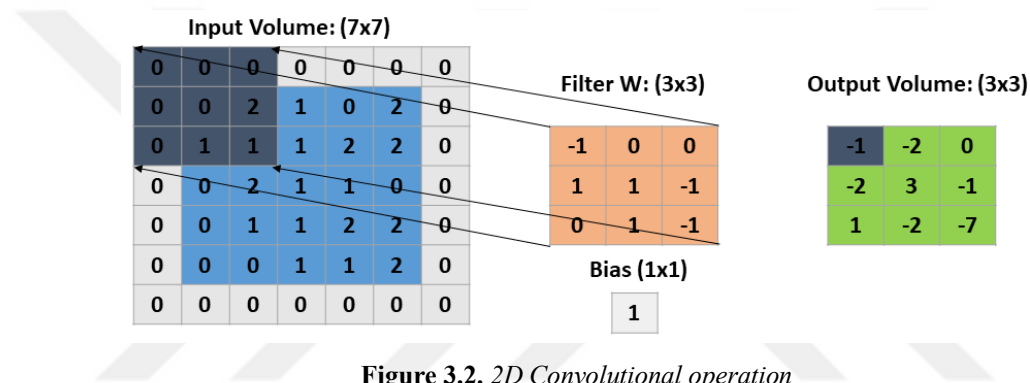 Input Volume: (7x7)
0 0 0 0 0 0 0
0 0 2 1 0 2 0
0 1 1 1 2 2 0
0 0 2 1 1 0 0
0 0 1 1 2 2 0
0 0 0 1 1 2 0
0 0 0 0 0 0 0
Filter W: (3x3)
-1 0 0
1 1 -1
0 1 -1
Bias (1x1)
1
Output Volume: (3x3)
-1 -2 0
-2 3 -1
1 -2 -7
Figure 3.2. 2D Convolutional operation